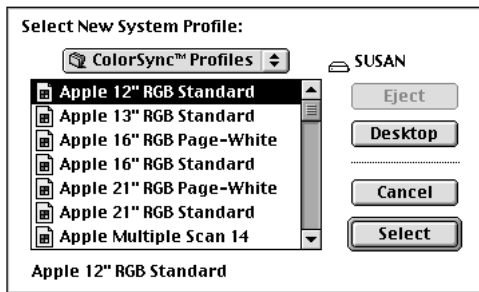 Select New System Profile:
ColorSync™ Profiles
SUSAN
Apple 12" RGB Standard
Apple 13" RGB Standard
Apple 16" RGB Page-White
Apple 16" RGB Standard
Apple 21" RGB Page-White
Apple 21" RGB Standard
Apple Multiple Scan 14
Eject
Desktop
Cancel
Select
Apple 12" RGB Standard